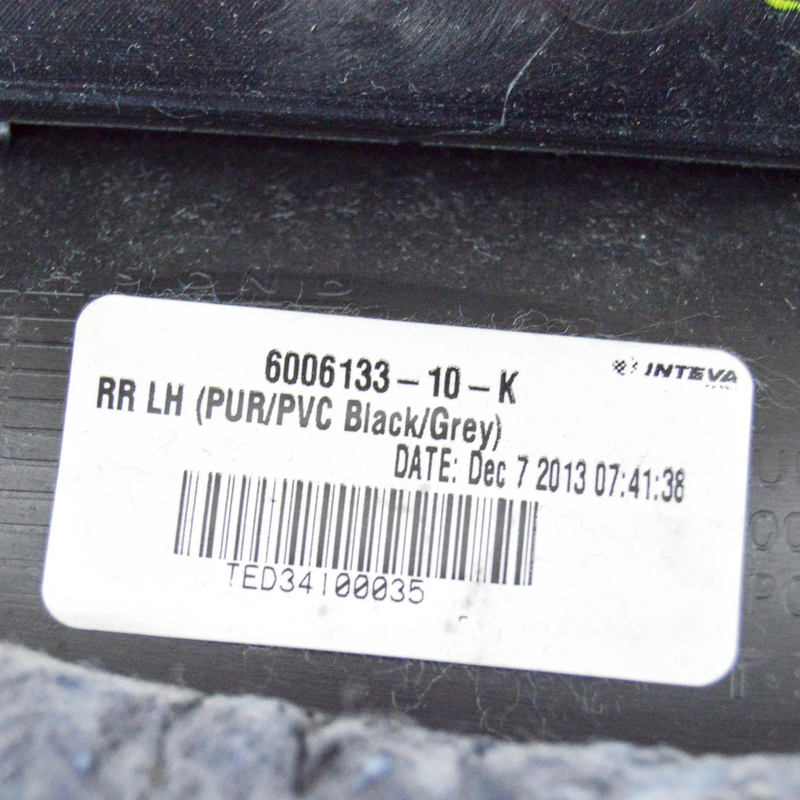 6006133-10-K
INTEVA
RR LH (PUR/PVC Black/Grey)
DATE: Dec 7 2013 07:41:38
TED34100035